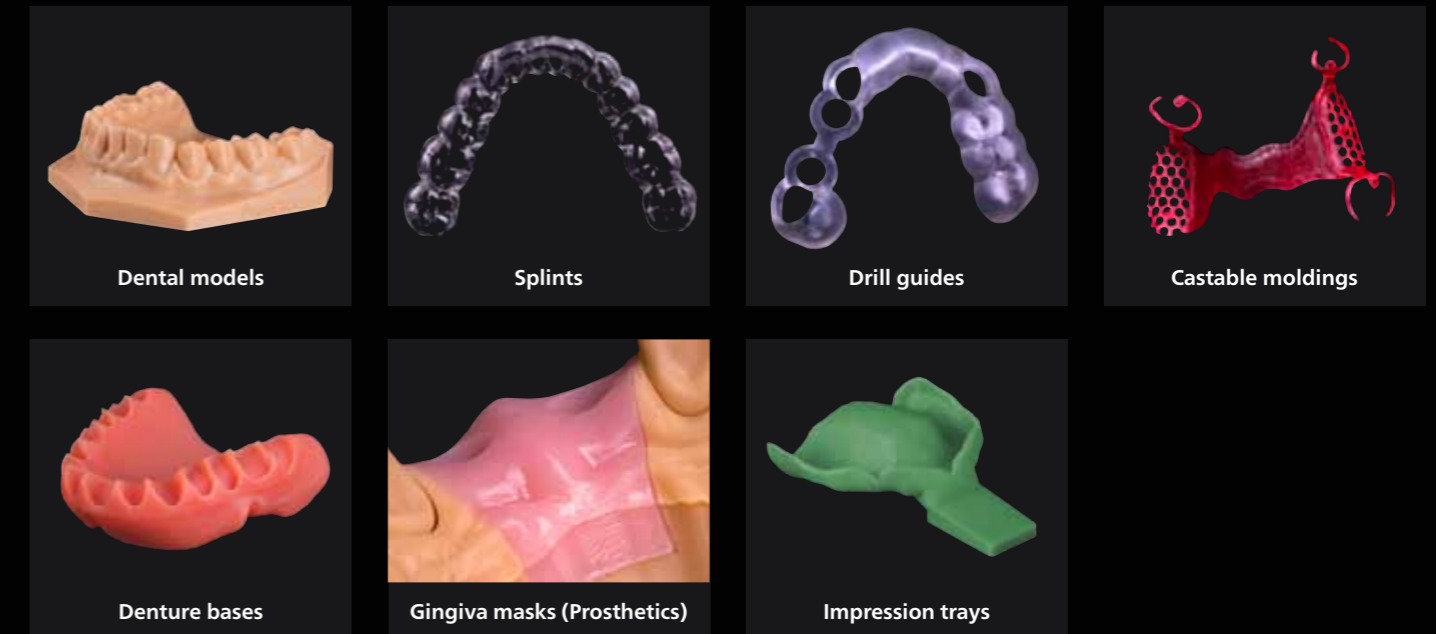 Dental models
Splints
Drill guides
Castable moldings
Denture bases
Gingiva masks (Prosthetics)
Impression trays